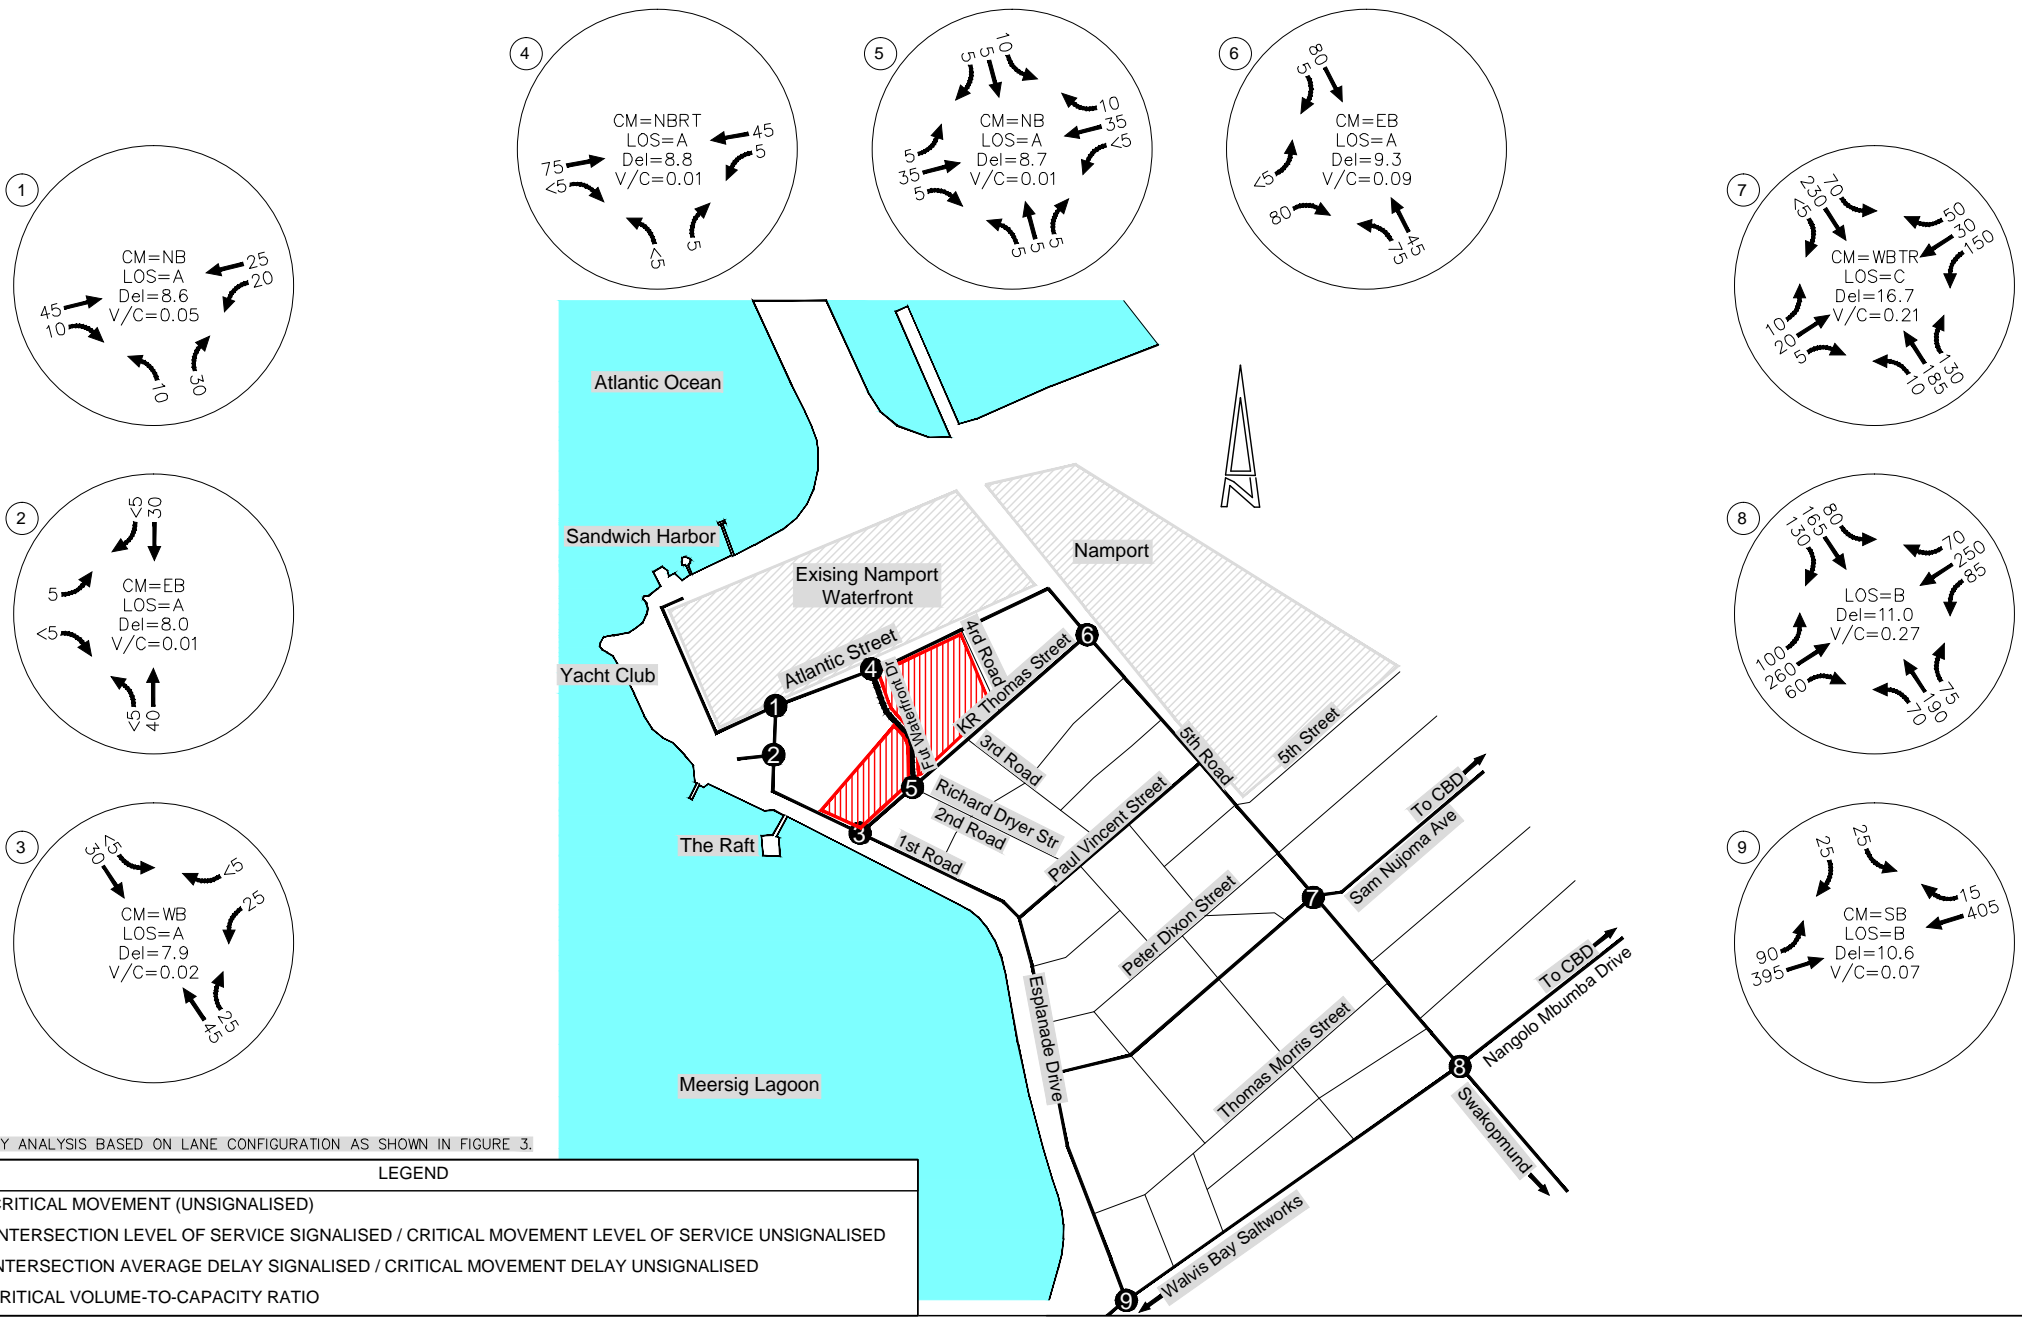 1
CM=NB
LOS=A
Del=8.6
V/C=0.05
25
20
45
10
10
30
2
CM=EB
LOS=A
Del=8.0
V/C=0.01
<5
30
5
<5
<5
40
3
CM=WB
LOS=A
Del=7.9
V/C=0.02
<5
30
<5
25
45
25
4
CM=NBRT
LOS=A
Del=8.8
V/C=0.01
45
5
75
<5
<5
5
5
CM=NB
LOS=A
Del=8.7
V/C=0.01
5
5
10
10
35
<5
5
35
5
5
5
5
6
CM=EB
LOS=A
Del=9.3
V/C=0.09
80
5
<5
80
75
45
7
CM=WBTR
LOS=C
Del=16.7
V/C=0.21
<5
230
70
50
30
150
10
20
5
10
185
130
8
LOS=B
Del=11.0
V/C=0.27
130
165
80
70
250
85
100
260
60
70
190
75
9
CM=SB
LOS=B
Del=10.6
V/C=0.07
25
25
15
405
90
395
Atlantic Ocean
Sandwich Harbor
Exising Namport
Waterfront
Namport
Yacht Club
Atlantic Street
Fut Waterfront Dr
4rd Road
KR Thomas Street
3rd Road
5th Road
5th Street
Richard Dryer Str
2nd Road
1st Road
Paul Vincent Street
The Raft
To CBD
Sam Nujoma Ave
Peter Dixon Street
Esplanade Drive
To CBD
Nangolo Mbumba Drive
Thomas Morris Street
Swakopmund
Meersig Lagoon
Walvis Bay Saltworks
1
2
3
4
5
6
7
8
9
N
Y ANALYSIS BASED ON LANE CONFIGURATION AS SHOWN IN FIGURE 3.
LEGEND
CRITICAL MOVEMENT (UNSIGNALISED)
INTERSECTION LEVEL OF SERVICE SIGNALISED / CRITICAL MOVEMENT LEVEL OF SERVICE UNSIGNALISED
INTERSECTION AVERAGE DELAY SIGNALISED / CRITICAL MOVEMENT DELAY UNSIGNALISED
CRITICAL VOLUME-TO-CAPACITY RATIO